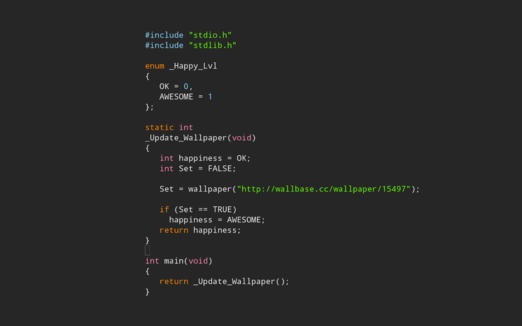 #include "stdio.h"
#include "stdlib.h"
enum _Happy_Lvl
{
OK = 0,
AWESOME = 1
};
static int
_Update_Wallpaper(void)
{
int happiness = OK;
int Set = FALSE;
Set = wallpaper("http://wallbase.cc/wallpaper/15497");
if (Set == TRUE)
happiness = AWESOME;
return happiness;
}
int main(void)
{
return _Update_Wallpaper();
}